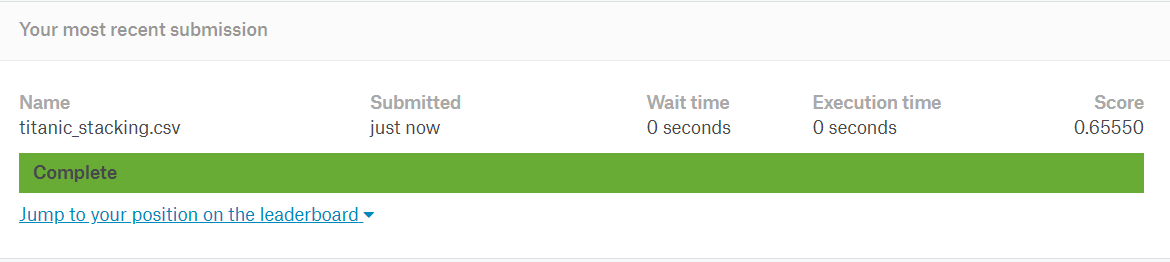 Your most recent submission
Name Submitted Wait time Execution time Score
titanic_stacking.csv just now 0 seconds 0 seconds 0.65550
Complete
Jump to your position on the leaderboard